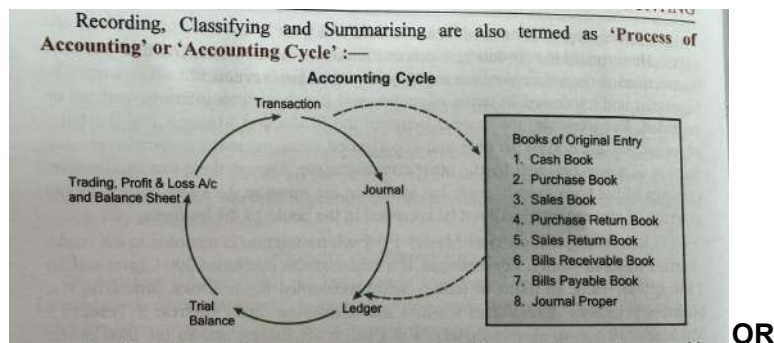 Recording, Classifying and Summarising are also termed as ‘Process of
Accounting’ or ‘Accounting Cycle’ :—
Accounting Cycle
Transaction
Journal
Ledger
Trial
Balance
Trading, Profit & Loss A/c
and Balance Sheet
Books of Original Entry
1. Cash Book
2. Purchase Book
3. Sales Book
4. Purchase Return Book
5. Sales Return Book
6. Bills Receivable Book
7. Bills Payable Book
8. Journal Proper
OR